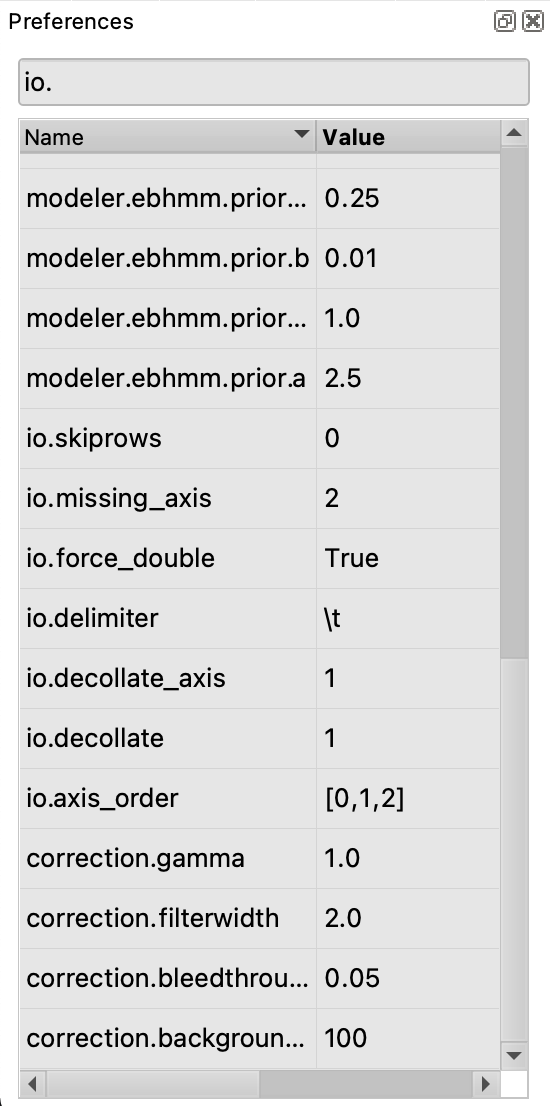 Preferences
io.
Name Value
modeler.ebhmm.prior... 0.25
modeler.ebhmm.prior.b 0.01
modeler.ebhmm.prior... 1.0
modeler.ebhmm.prior.a 2.5
io.skiprows 0
io.missing_axis 2
io.force_double True
io.delimiter \t
io.decollate_axis 1
io.decollate 1
io.axis_order [0,1,2]
correction.gamma 1.0
correction.filterwidth 2.0
correction.bleedthrou... 0.05
correction.backgroun... 100